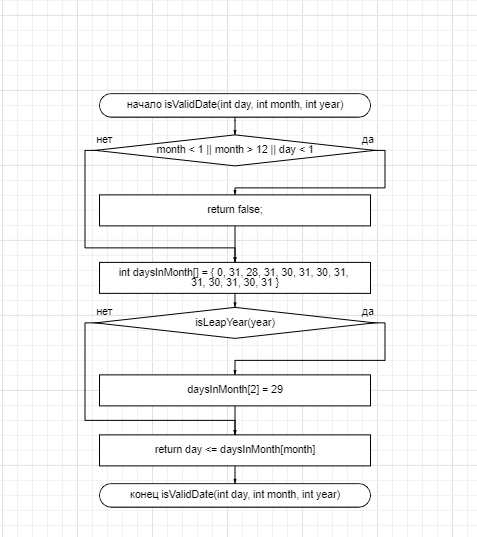 начало isValidDate(int day, int month, int year)
нет
да
month < 1 || month > 12 || day < 1
return false;
int daysInMonth[] = { 0, 31, 28, 31, 30, 31, 30, 31,
31, 30, 31, 30, 31 }
нет
да
isLeapYear(year)
daysInMonth[2] = 29
return day <= daysInMonth[month]
конец isValidDate(int day, int month, int year)